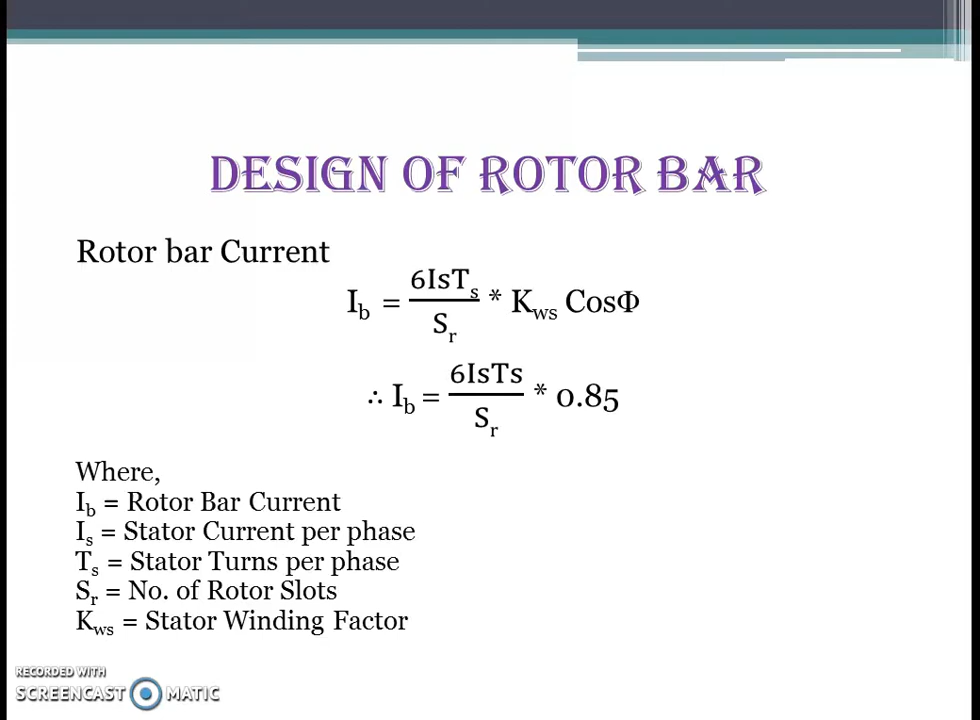 DESIGN OF ROTOR BAR
Rotor bar Current
I_b = 6IsT_s / S_r * K_ws CosΦ
∴ I_b = 6IsTs / S_r * 0.85
Where,
I_b = Rotor Bar Current
I_s = Stator Current per phase
T_s = Stator Turns per phase
S_r = No. of Rotor Slots
K_ws = Stator Winding Factor
RECORDED WITH
SCREENCAST MATIC